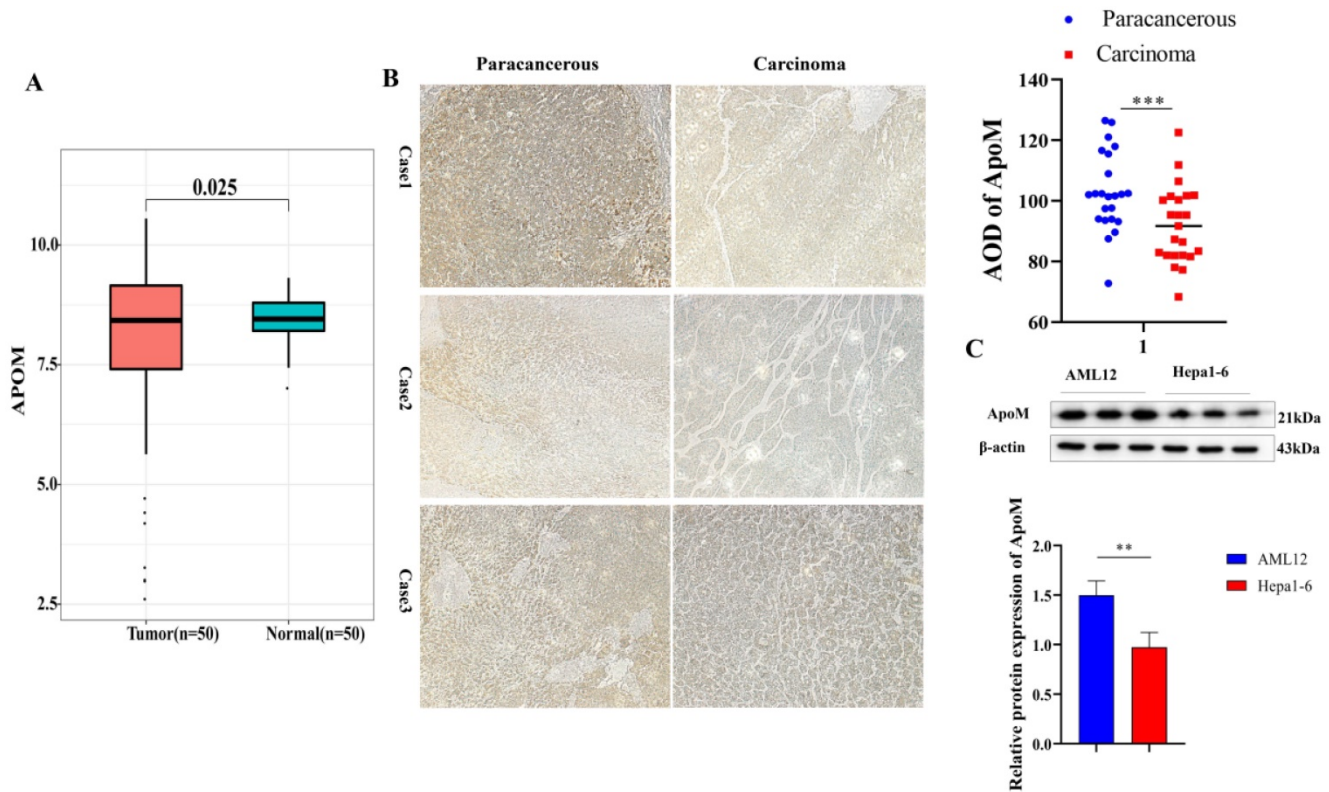 A
APOM
10.0
7.5
5.0
2.5
0.025
Tumor(n=50)
Normal(n=50)
B
Paracancerous
Carcinoma
Case1
Case2
Case3
Paracancerous
Carcinoma
AOD of ApoM
140
120
100
80
60
***
1
C
AML12
Hepa1-6
ApoM
21kDa
β-actin
43kDa
Relative protein expression of ApoM
2.0
1.5
1.0
0.5
0.0
**
AML12
Hepa1-6